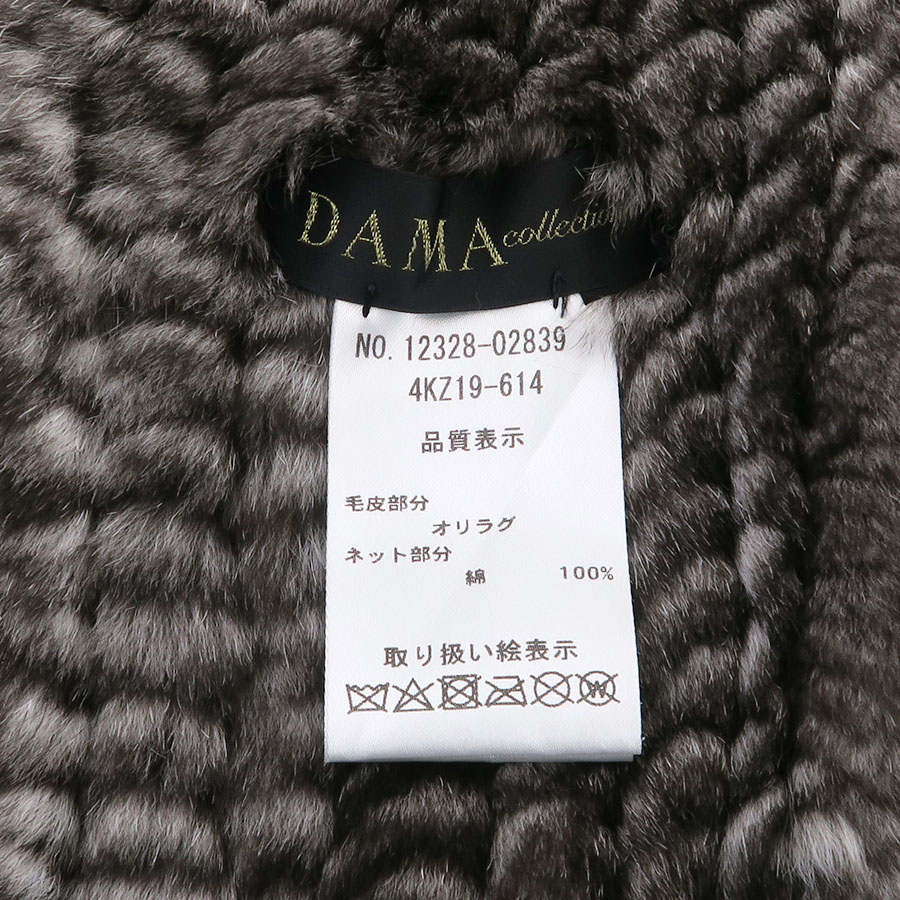 DAMA collection
NO. 12328-02839
4KZ19-614
品質表示
毛皮部分
オリラグ
ネット部分
綿 100%
取り扱い絵表示
W